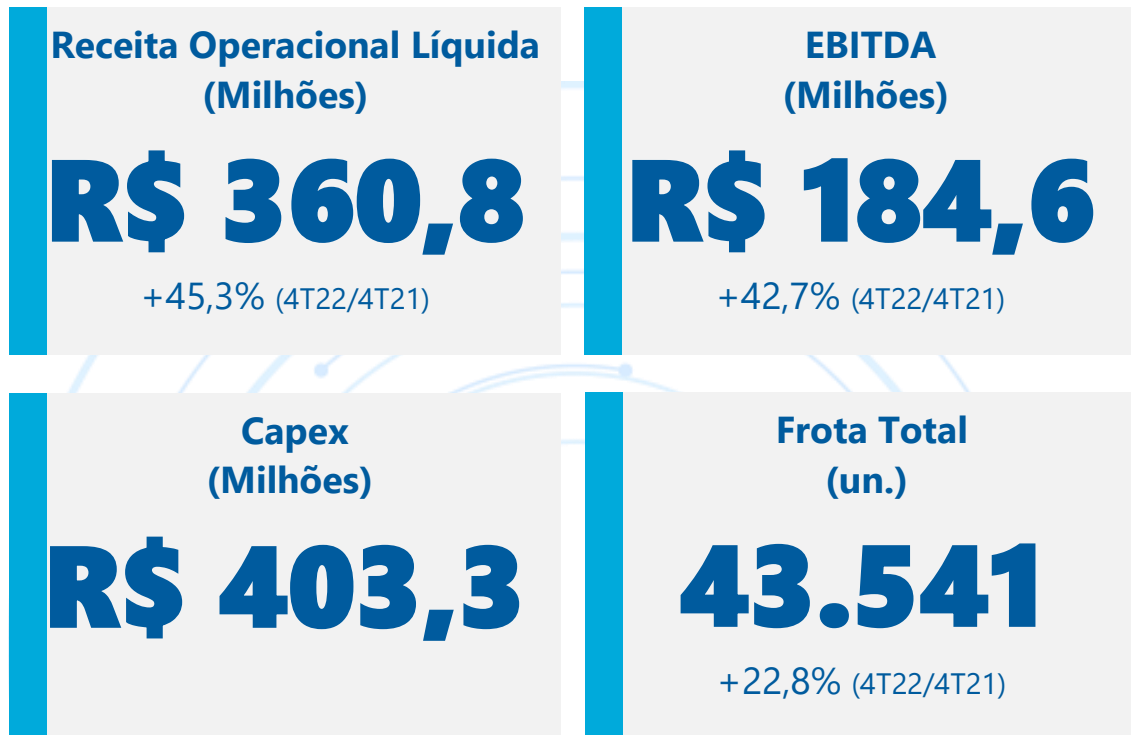 Receita Operacional Líquida
(Milhões)
R$ 360,8
+45,3% (4T22/4T21)
EBITDA
(Milhões)
R$ 184,6
+42,7% (4T22/4T21)
Capex
(Milhões)
R$ 403,3
Frota Total
(un.)
43.541
+22,8% (4T22/4T21)